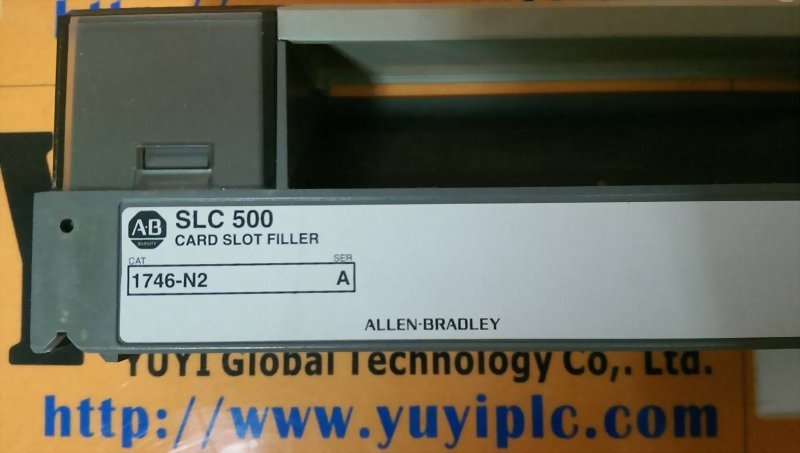 AB
QUALITY
SLC 500
CARD SLOT FILLER
CAT SER
1746-N2 A
ALLEN-BRADLEY
YUYI Global Technology Co,. Ltd.
http://www.yuyiplc.com